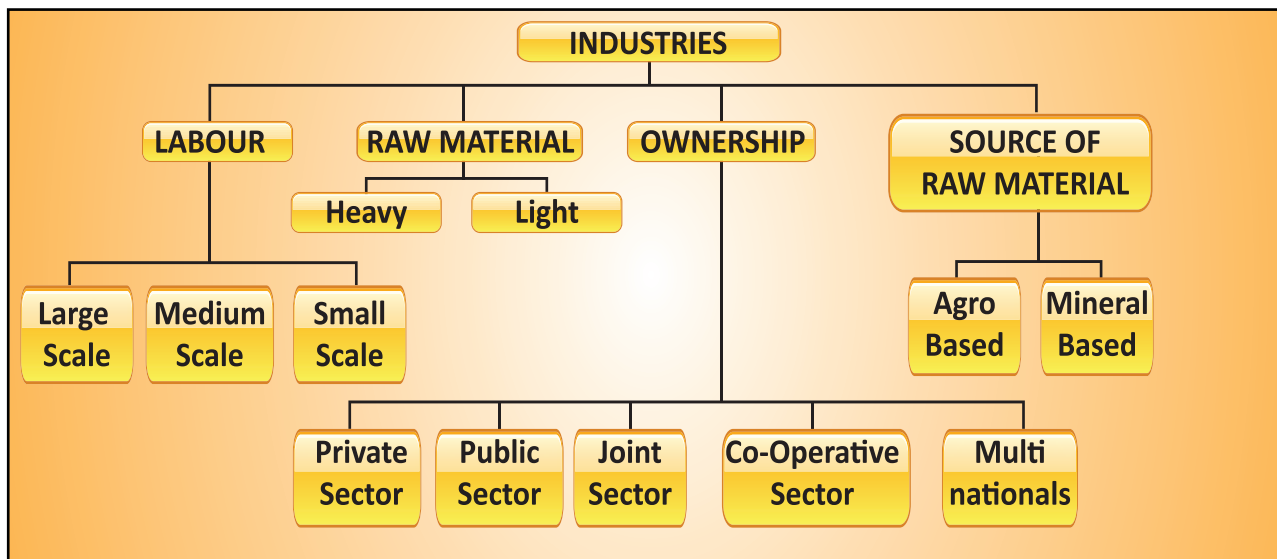 INDUSTRIES
LABOUR
RAW MATERIAL
OWNERSHIP
SOURCE OF
RAW MATERIAL
Heavy
Light
Large
Scale
Medium
Scale
Small
Scale
Agro
Based
Mineral
Based
Private
Sector
Public
Sector
Joint
Sector
Co-Operative
Sector
Multi
nationals